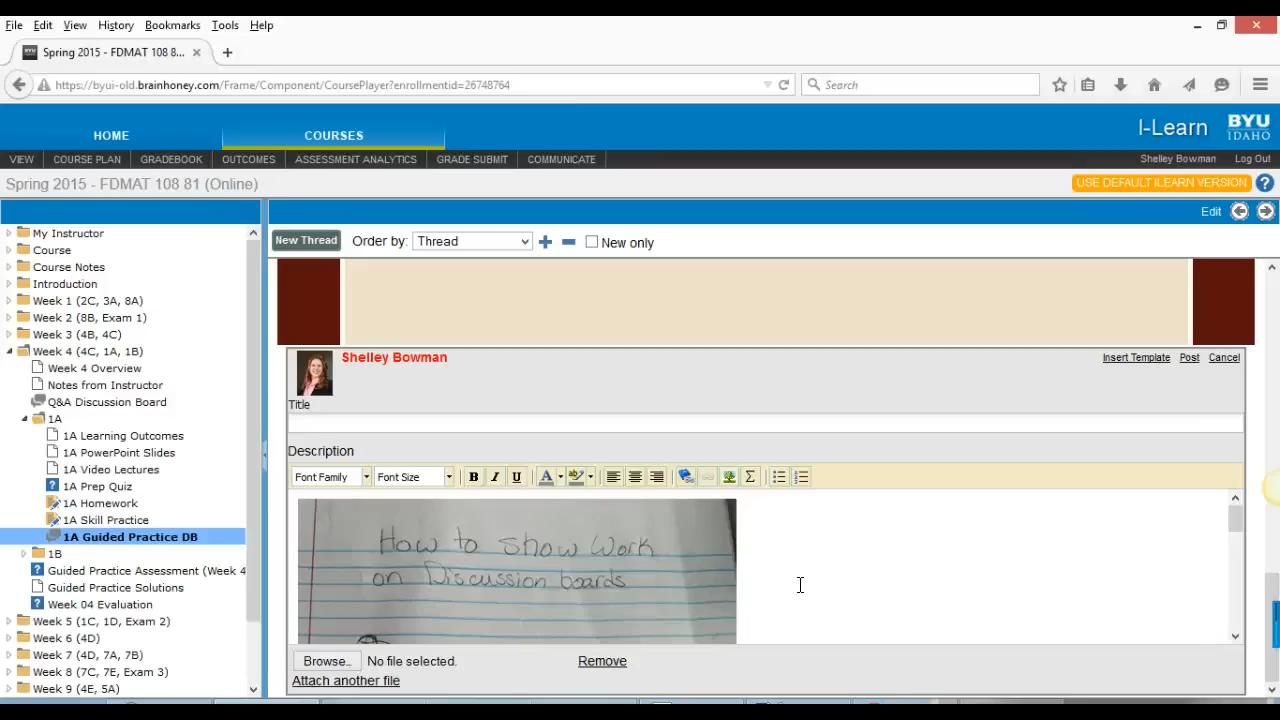 File Edit View History Bookmarks Tools Help
Spring 2015 - FDMAT 108 8... × +
https://byui-old.brainhoney.com/Frame/Component/CoursePlayer?enrollmentid=26748764
Search
HOME COURSES
I-Learn BYU IDAHO
VIEW COURSE PLAN GRADEBOOK OUTCOMES ASSESSMENT ANALYTICS GRADE SUBMIT COMMUNICATE
Shelley Bowman Log Out
Spring 2015 - FDMAT 108 81 (Online)
USE DEFAULT ILEARN VERSION ?
Edit
My Instructor
Course
Course Notes
Introduction
Week 1 (2C, 3A, 8A)
Week 2 (8B, Exam 1)
Week 3 (4B, 4C)
Week 4 (4C, 1A, 1B)
Week 4 Overview
Notes from Instructor
Q&A Discussion Board
1A
1A Learning Outcomes
1A PowerPoint Slides
1A Video Lectures
1A Prep Quiz
1A Homework
1A Skill Practice
1A Guided Practice DB
1B
Guided Practice Assessment (Week 4
Guided Practice Solutions
Week 04 Evaluation
Week 5 (1C, 1D, Exam 2)
Week 6 (4D)
Week 7 (4D, 7A, 7B)
Week 8 (7C, 7E, Exam 3)
Week 9 (4E, 5A)
New Thread Order by: Thread New only
Shelley Bowman
Insert Template Post Cancel
Title
Description
Font Family Font Size B I U A Σ
How to Show Work
on Discussion boards
Browse... No file selected. Remove
Attach another file